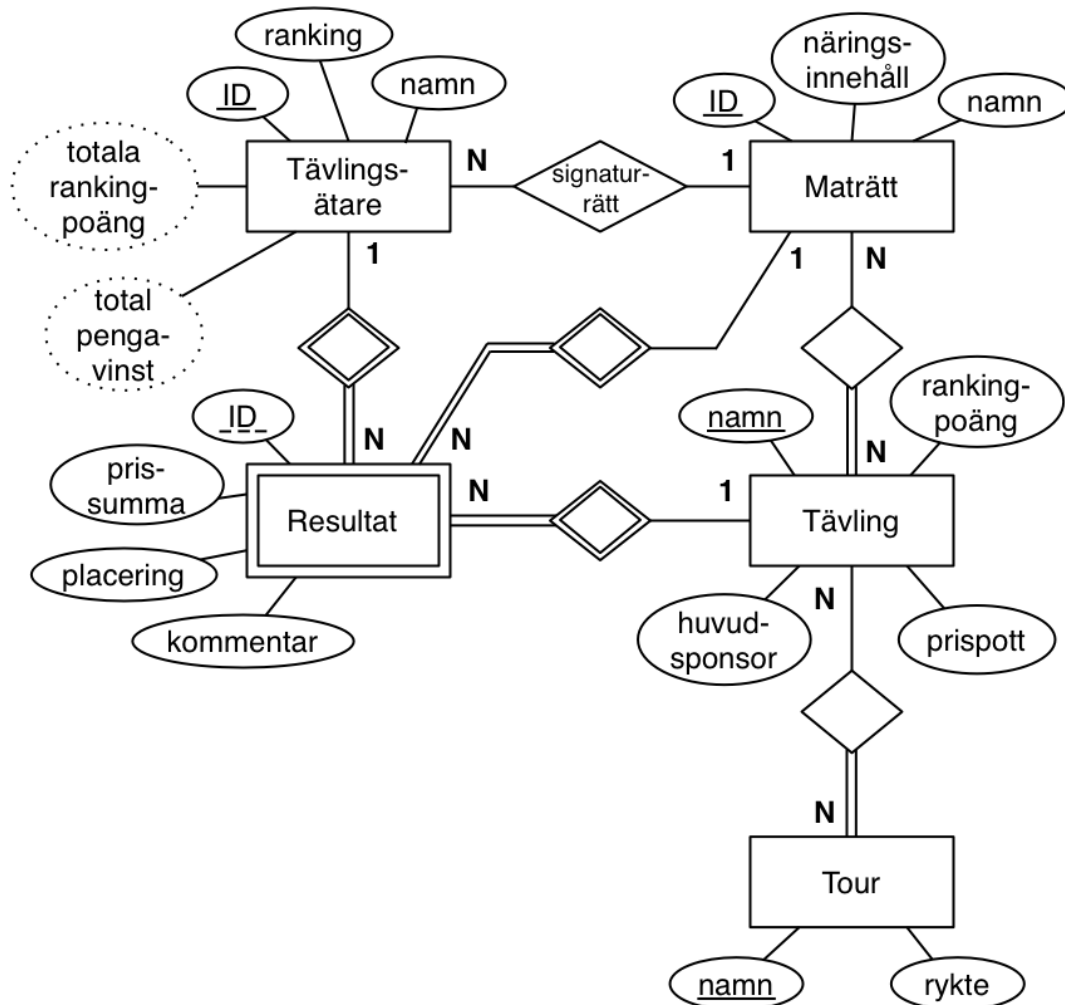 ranking
ID
namn
totala
ranking-
poäng
Tävlings-
ätare
N
signatur-
rätt
1
närings-
innehåll
ID
namn
Maträtt
1
total
penga-
vinst
1
N
ID
N
N
pris-
summa
N
Resultat
placering
kommentar
1
namn
ranking-
poäng
N
Tävling
huvud-
sponsor
N
prispott
N
Tour
namn
rykte